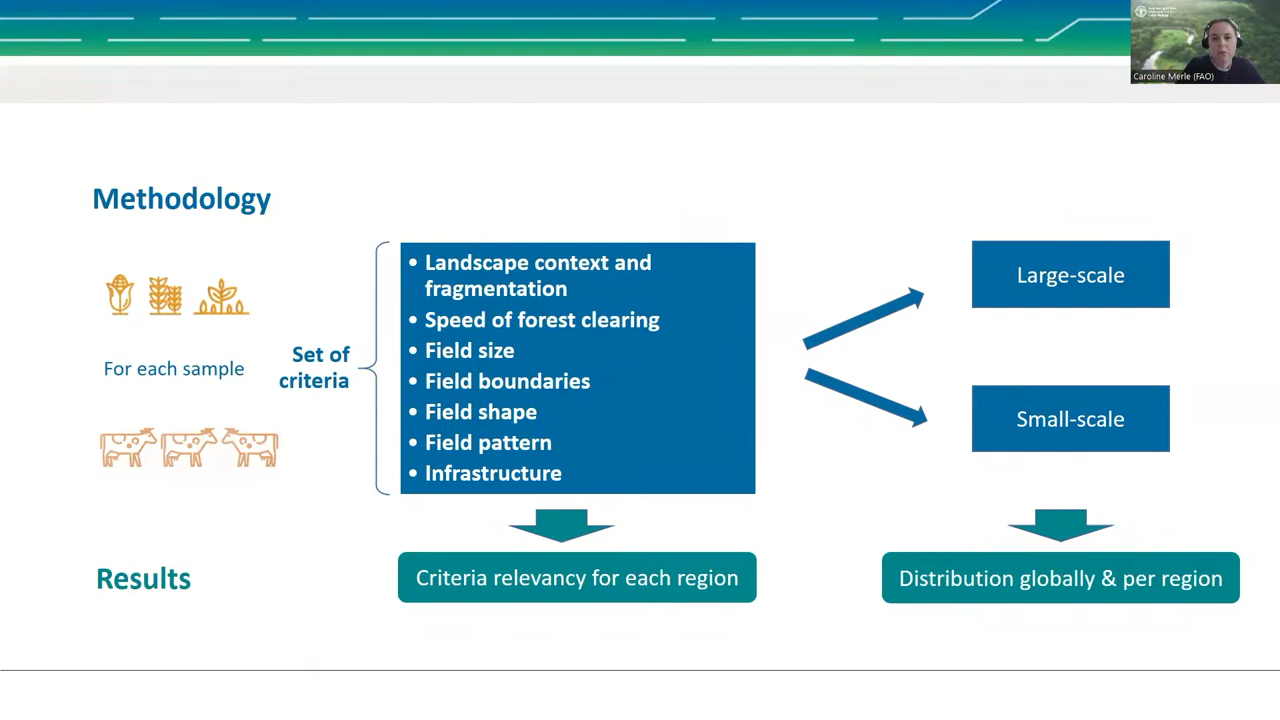 Caroline Merle (FAO)
Methodology
For each sample
Set of
criteria
• Landscape context and
fragmentation
• Speed of forest clearing
• Field size
• Field boundaries
• Field shape
• Field pattern
• Infrastructure
Large-scale
Small-scale
Results
Criteria relevancy for each region
Distribution globally & per region